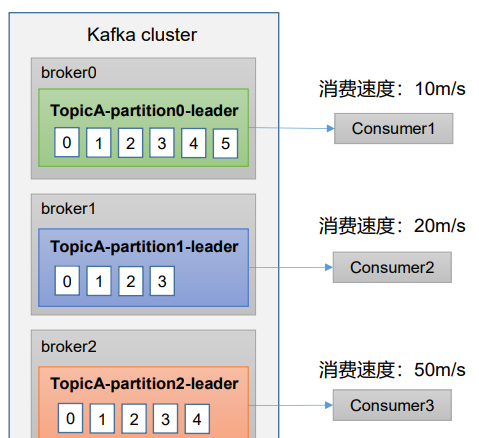 Kafka cluster
broker0
TopicA-partition0-leader
0 1 2 3 4 5
消费速度：10m/s
Consumer1
broker1
TopicA-partition1-leader
0 1 2 3
消费速度：20m/s
Consumer2
broker2
TopicA-partition2-leader
0 1 2 3 4
消费速度：50m/s
Consumer3